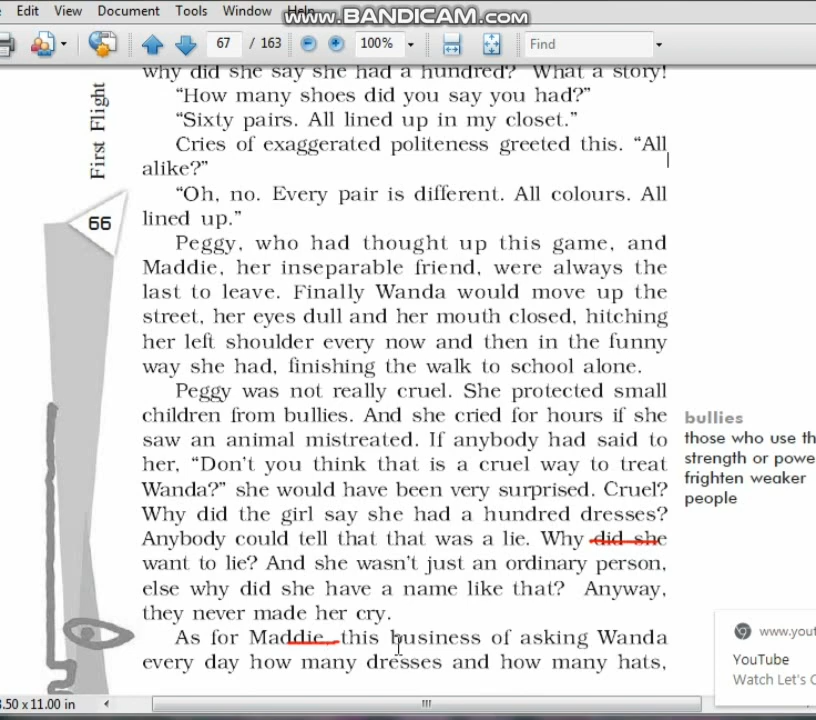 Edit View Document Tools Window Help
www.BANDICAM.com
67 / 163 100% Find
why did she say she had a hundred? What a story!
“How many shoes did you say you had?”
“Sixty pairs. All lined up in my closet.”
Cries of exaggerated politeness greeted this. “All
alike?”
“Oh, no. Every pair is different. All colours. All
lined up.”
Peggy, who had thought up this game, and
Maddie, her inseparable friend, were always the
last to leave. Finally Wanda would move up the
street, her eyes dull and her mouth closed, hitching
her left shoulder every now and then in the funny
way she had, finishing the walk to school alone.
Peggy was not really cruel. She protected small
children from bullies. And she cried for hours if she
saw an animal mistreated. If anybody had said to
her, “Don't you think that is a cruel way to treat
Wanda?” she would have been very surprised. Cruel?
Why did the girl say she had a hundred dresses?
Anybody could tell that that was a lie. Why did she
want to lie? And she wasn't just an ordinary person,
else why did she have a name like that? Anyway,
they never made her cry.
As for Maddie, this business of asking Wanda
every day how many dresses and how many hats,
First Flight
66
bullies
those who use th
strength or powe
frighten weaker
people
www.yout
YouTube
Watch Let's C
8.50 x 11.00 in